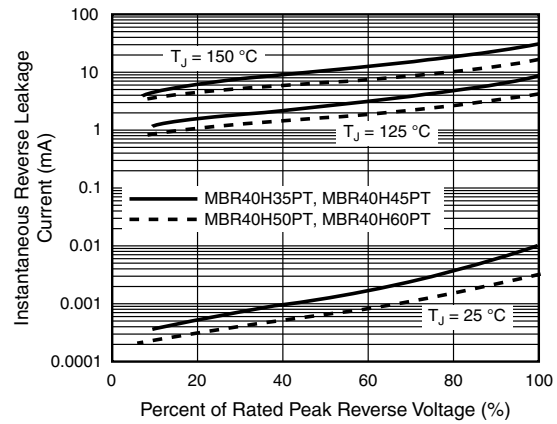 100
10
1
0.1
0.01
0.001
0.0001
Instantaneous Reverse Leakage
Current (mA)
T_J = 150 °C
T_J = 125 °C
MBR40H35PT, MBR40H45PT
MBR40H50PT, MBR40H60PT
T_J = 25 °C
0 20 40 60 80 100
Percent of Rated Peak Reverse Voltage (%)